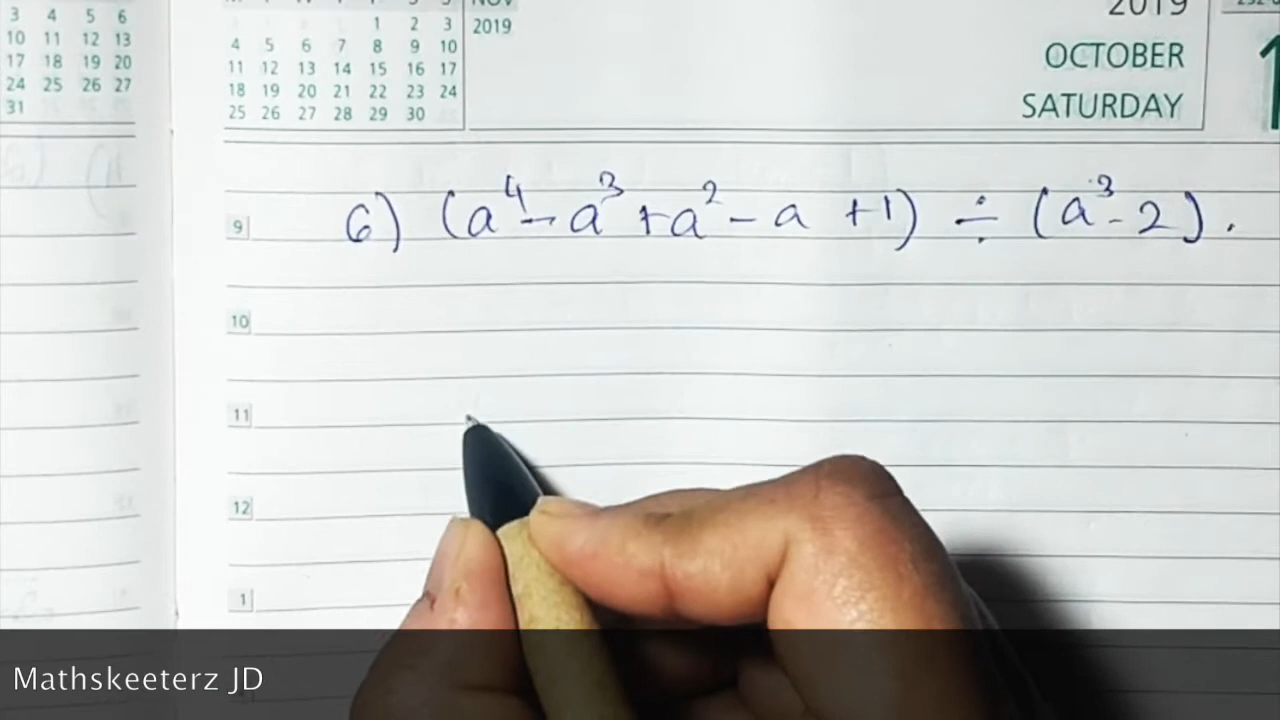 3 4 5 6
10 11 12 13
17 18 19 20
24 25 26 27
31
1 2 3
4 5 6 7 8 9 10
11 12 13 14 15 16 17
18 19 20 21 22 23 24
25 26 27 28 29 30
NOV
2019
2019
OCTOBER
SATURDAY
1
9
6) (a⁴ - a³ + a² - a + 1) ÷ (a³ - 2).
10
11
12
1
Mathskeeterz JD